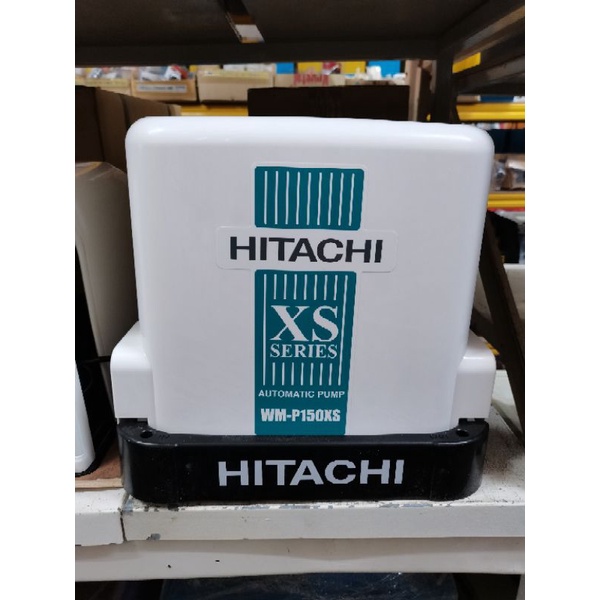 HITACHI
XS
SERIES
AUTOMATIC PUMP
WM-P150XS
HITACHI